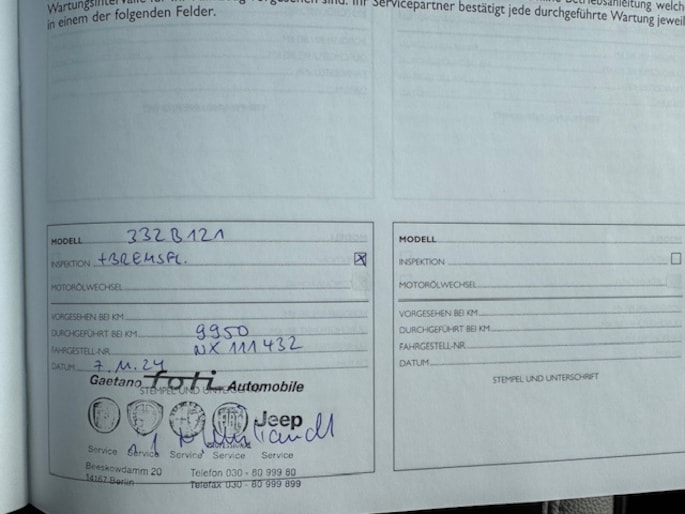 in einem der folgenden Felder.
Servicepartner bestätigt jede durchgeführte Wartung jeweil
MODELL 332B121
INSPEKTION +BREMSFL. ☒
MOTORÖLWECHSEL
VORGESEHEN BEI KM
DURCHGEFÜHRT BEI KM 9950
FAHRGESTELL-NR. NX 111432
DATUM 7.11.24
Gaetano foti Automobile
STEMPEL UND
Jeep
Service Service Service Service Service
Beeskowdamm 20 Telefon 030 - 80 999 80
14167 Berlin Telefax 030 - 80 999 899
MODELL
INSPEKTION ☐
MOTORÖLWECHSEL
VORGESEHEN BEI KM
DURCHGEFÜHRT BEI KM
FAHRGESTELL-NR.
DATUM
STEMPEL UND UNTERSCHRIFT